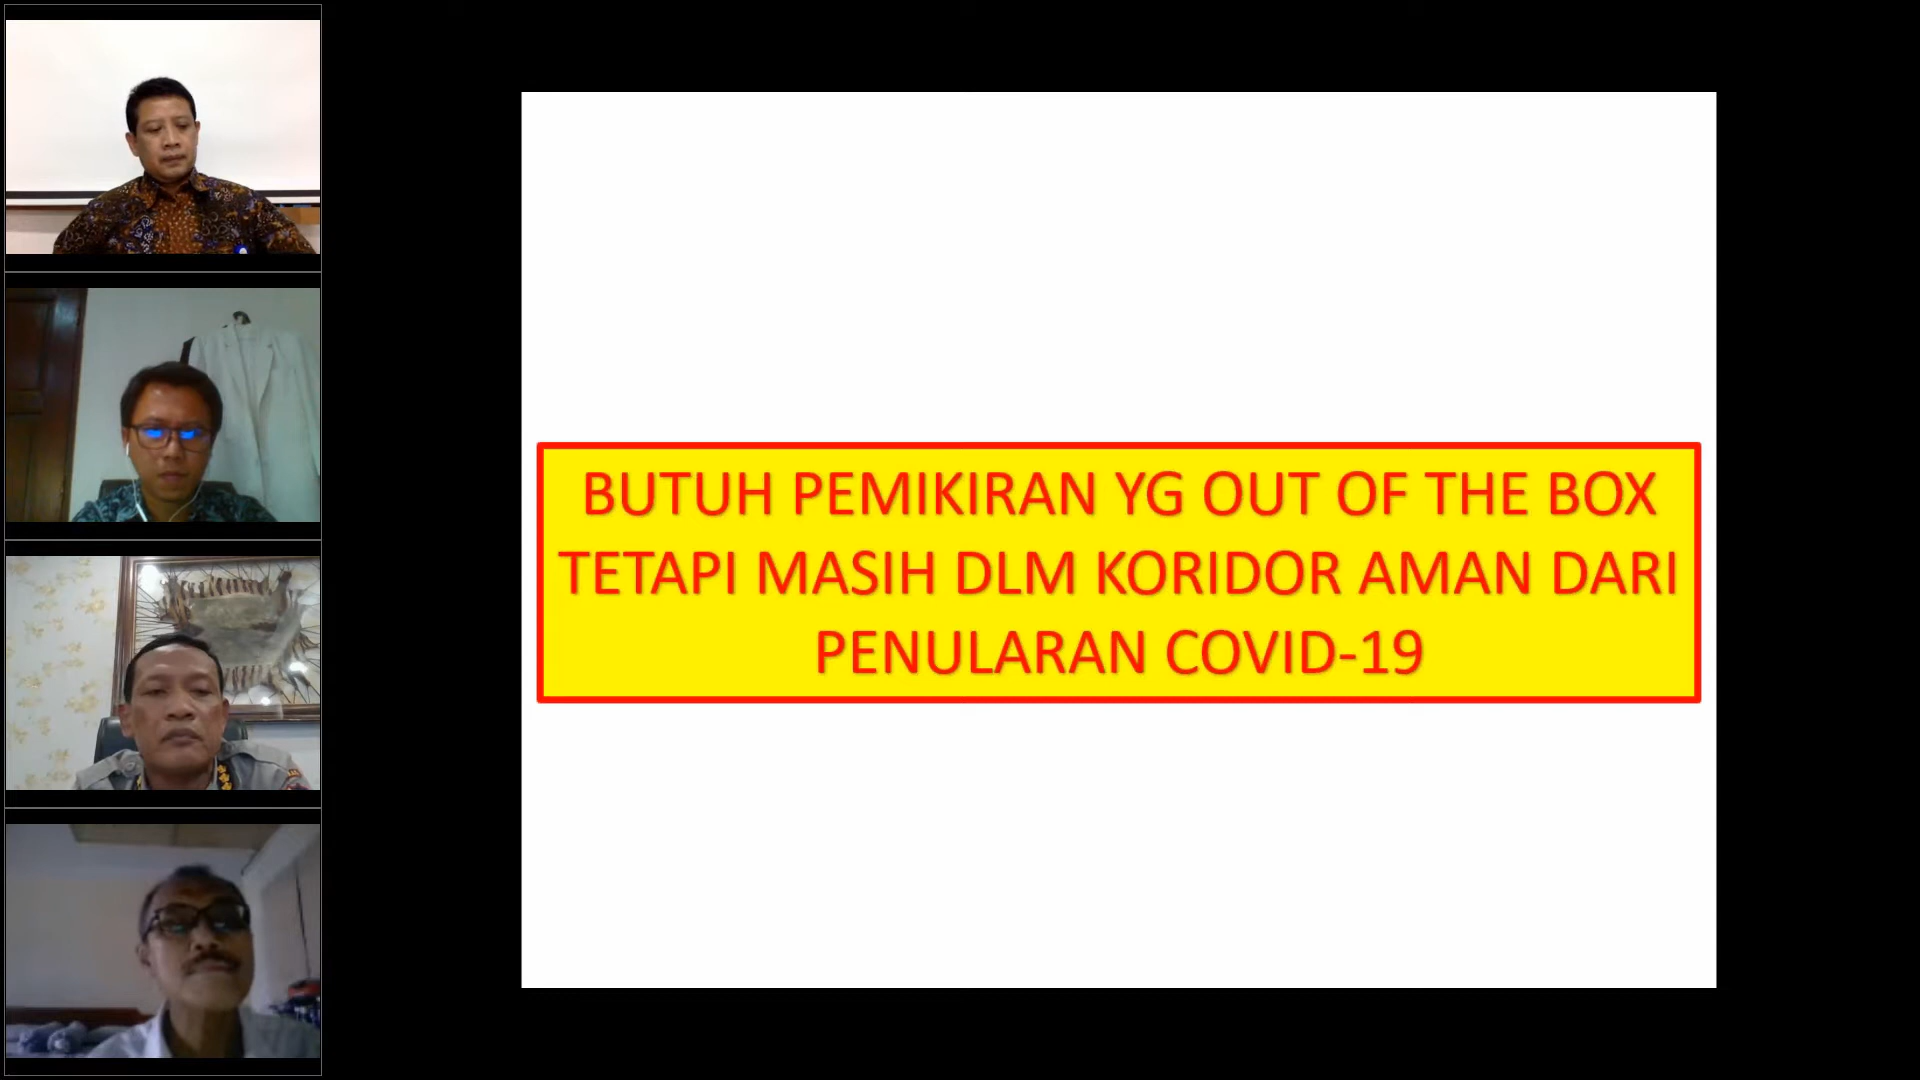 BUTUH PEMIKIRAN YG OUT OF THE BOX
TETAPI MASIH DLM KORIDOR AMAN DARI
PENULARAN COVID-19